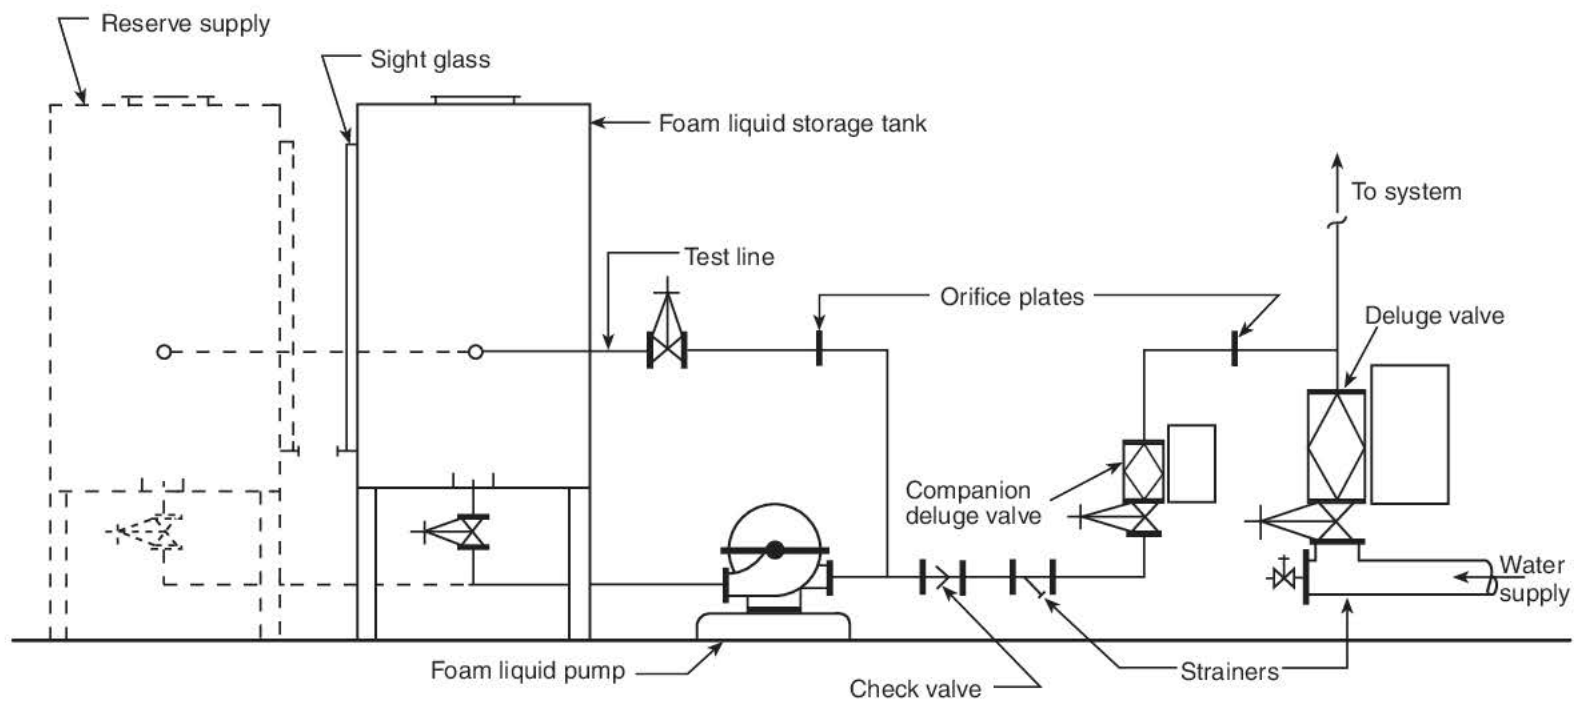 Reserve supply
Sight glass
Foam liquid storage tank
To system
Test line
Orifice plates
Deluge valve
Companion
deluge valve
Water
supply
Foam liquid pump
Check valve
Strainers